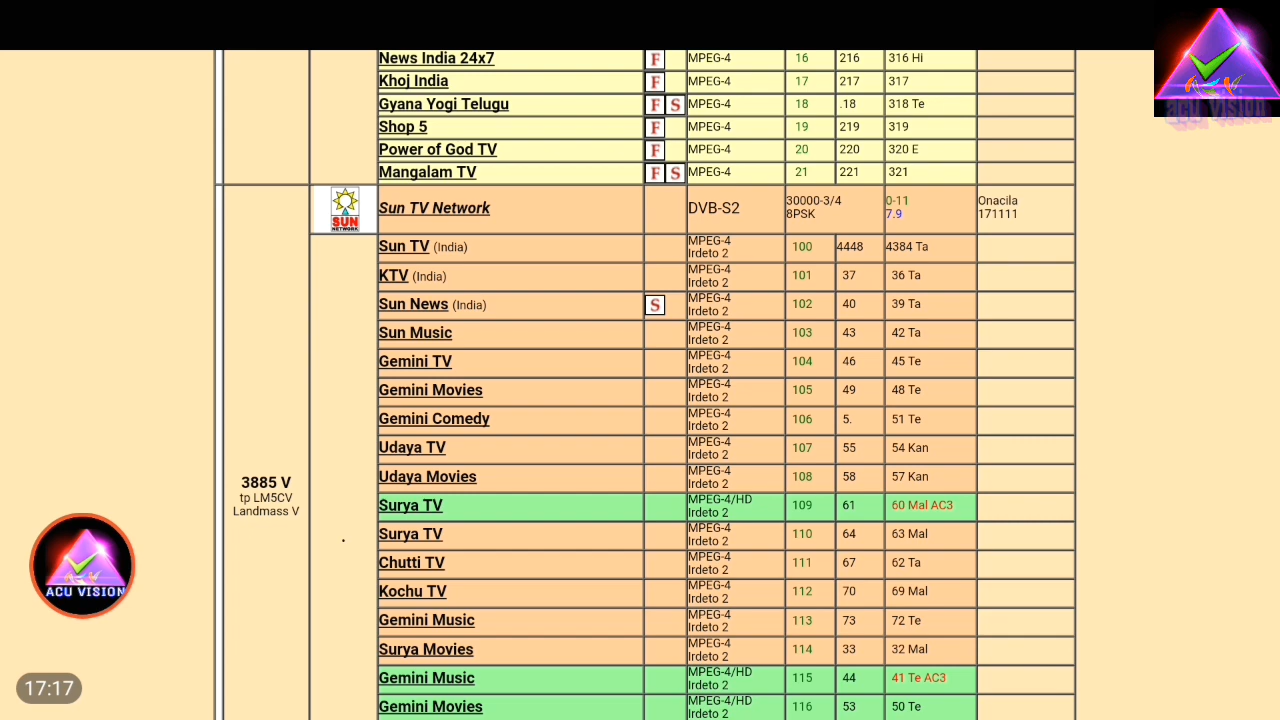 News India 24x7 F MPEG-4 16 216 316 Hi
Khoj India F MPEG-4 17 217 317
Gyana Yogi Telugu F S MPEG-4 18 .18 318 Te
Shop 5 F MPEG-4 19 219 319
Power of God TV F MPEG-4 20 220 320 E
Mangalam TV F S MPEG-4 21 221 321
ACU VISION
SUN NETWORK
Sun TV Network DVB-S2 30000-3/4 0-11 Onacila
8PSK 7.9 171111
Sun TV (India) MPEG-4 Irdeto 2 100 4448 4384 Ta
KTV (India) MPEG-4 Irdeto 2 101 37 36 Ta
Sun News (India) S MPEG-4 Irdeto 2 102 40 39 Ta
Sun Music MPEG-4 Irdeto 2 103 43 42 Ta
Gemini TV MPEG-4 Irdeto 2 104 46 45 Te
Gemini Movies MPEG-4 Irdeto 2 105 49 48 Te
Gemini Comedy MPEG-4 Irdeto 2 106 5. 51 Te
Udaya TV MPEG-4 Irdeto 2 107 55 54 Kan
Udaya Movies MPEG-4 Irdeto 2 108 58 57 Kan
3885 V
tp LM5CV
Landmass V
Surya TV MPEG-4/HD Irdeto 2 109 61 60 Mal AC3
Surya TV MPEG-4 Irdeto 2 110 64 63 Mal
Chutti TV MPEG-4 Irdeto 2 111 67 62 Ta
Kochu TV MPEG-4 Irdeto 2 112 70 69 Mal
ACU VISION
Gemini Music MPEG-4 Irdeto 2 113 73 72 Te
Surya Movies MPEG-4 Irdeto 2 114 33 32 Mal
Gemini Music MPEG-4/HD Irdeto 2 115 44 41 Te AC3
17:17
Gemini Movies MPEG-4/HD Irdeto 2 116 53 50 Te